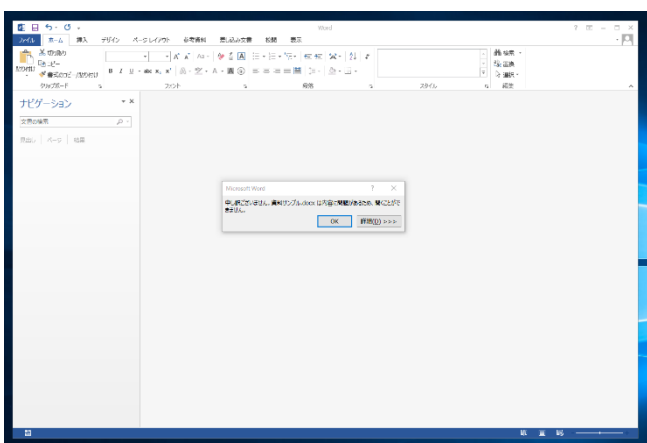 Word
ファイル ホーム 挿入 デザイン ページ レイアウト 参考資料 差し込み文書 校閲 表示
切り取り
コピー
書式のコピー/貼り付け
貼り付け
B I U abc x, x'
検索
置換
選択
クリップボード フォント 段落 スタイル 編集
ナビゲーション
文書の検索
見出し ページ 結果
Microsoft Word
申し訳ございません。資料サンプル.docx は内容に問題があるため、開くことがで
きません。
OK 詳細(D) >>>